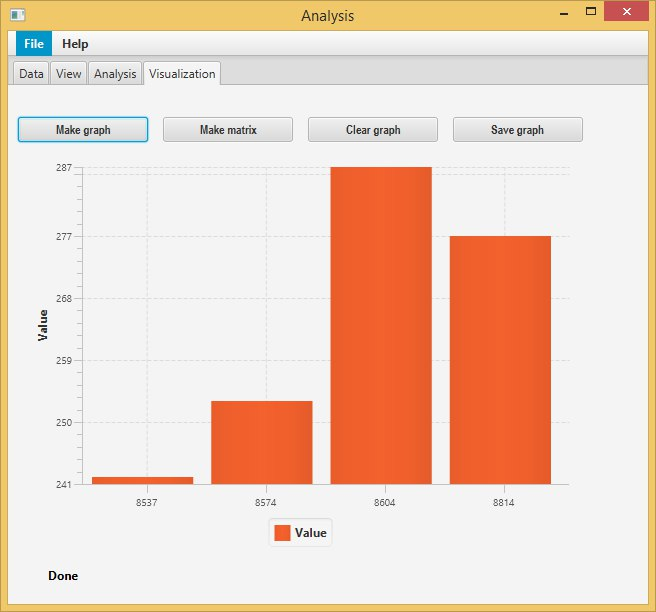 Analysis
File Help
Data View Analysis Visualization
Make graph Make matrix Clear graph Save graph
287
277
268
259
250
241
Value
8537 8574 8604 8814
Value
Done